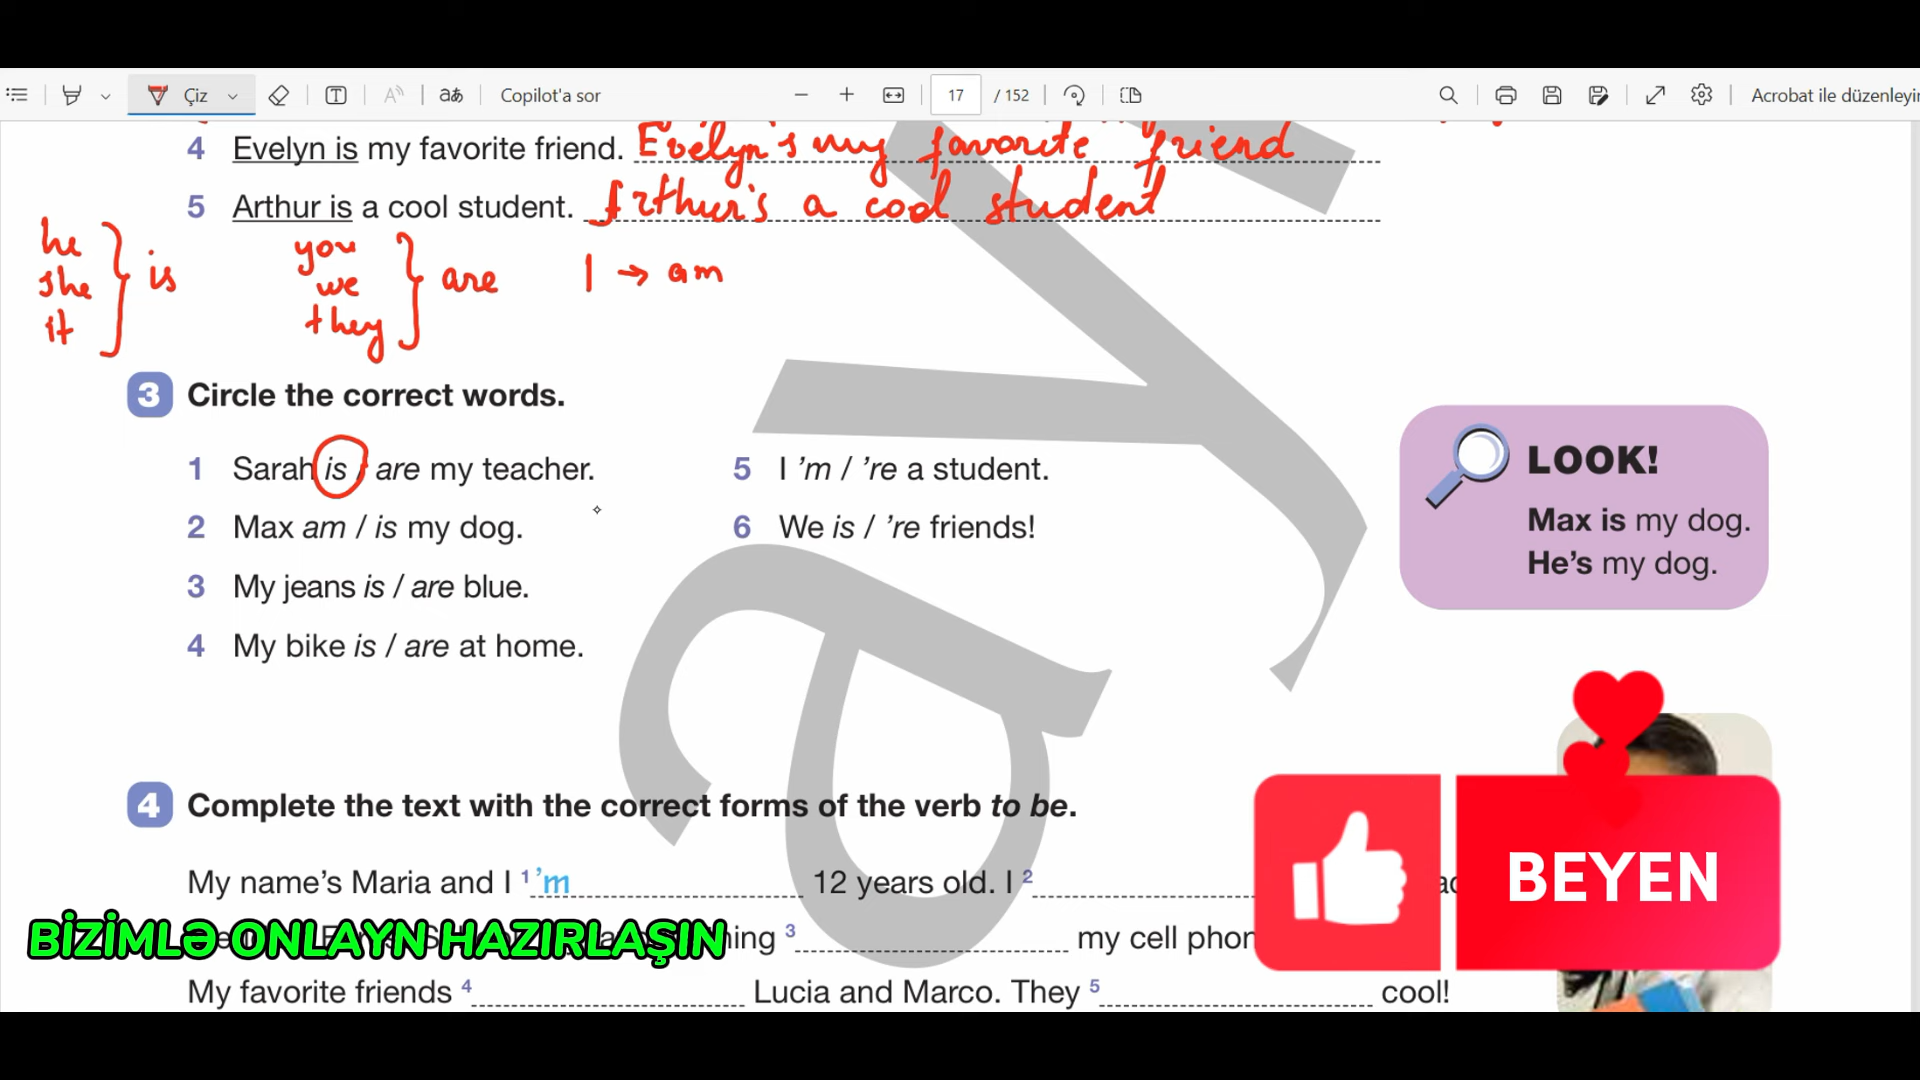 Çiz
Copilot'a sor
17 / 152
Acrobat ile düzenleyin
4 Evelyn is my favorite friend. Evelyn's my favorite friend
5 Arthur is a cool student. Arthur's a cool student
he
she
it
is
you
we
they
are
I → am
3 Circle the correct words.
1 Sarah is / are my teacher.
2 Max am / is my dog.
3 My jeans is / are blue.
4 My bike is / are at home.
5 I ’m / ’re a student.
6 We is / ’re friends!
LOOK!
Max is my dog.
He’s my dog.
4 Complete the text with the correct forms of the verb to be.
My name’s Maria and I 1 ’m 12 years old. I 2
3 my cell phon
My favorite friends 4 Lucia and Marco. They 5 cool!
BİZİMLƏ ONLAYN HAZIRLAŞIN
BEYEN
ay